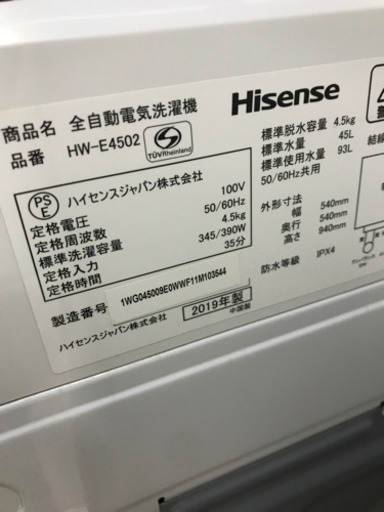 商品名 全自動電気洗濯機
品番 HW-E4502
TÜVRheinland
Hisense
PS
E
ハイセンスジャパン株式会社
定格電圧 100V
定格周波数 50/60Hz
標準洗濯容量 4.5kg
定格入力 345/390W
時間 35分
製造番号 1WG045009E0WWF11M103544
ハイセンスジャパン株式会社
2019年製
中国製
標準脱水容量 4.5kg
標準水量 45L
標準使用水量 93L
50/60Hz共用
外形寸法
幅 540mm
奥行 540mm
高さ 940mm
防水等級 IPX4
結線